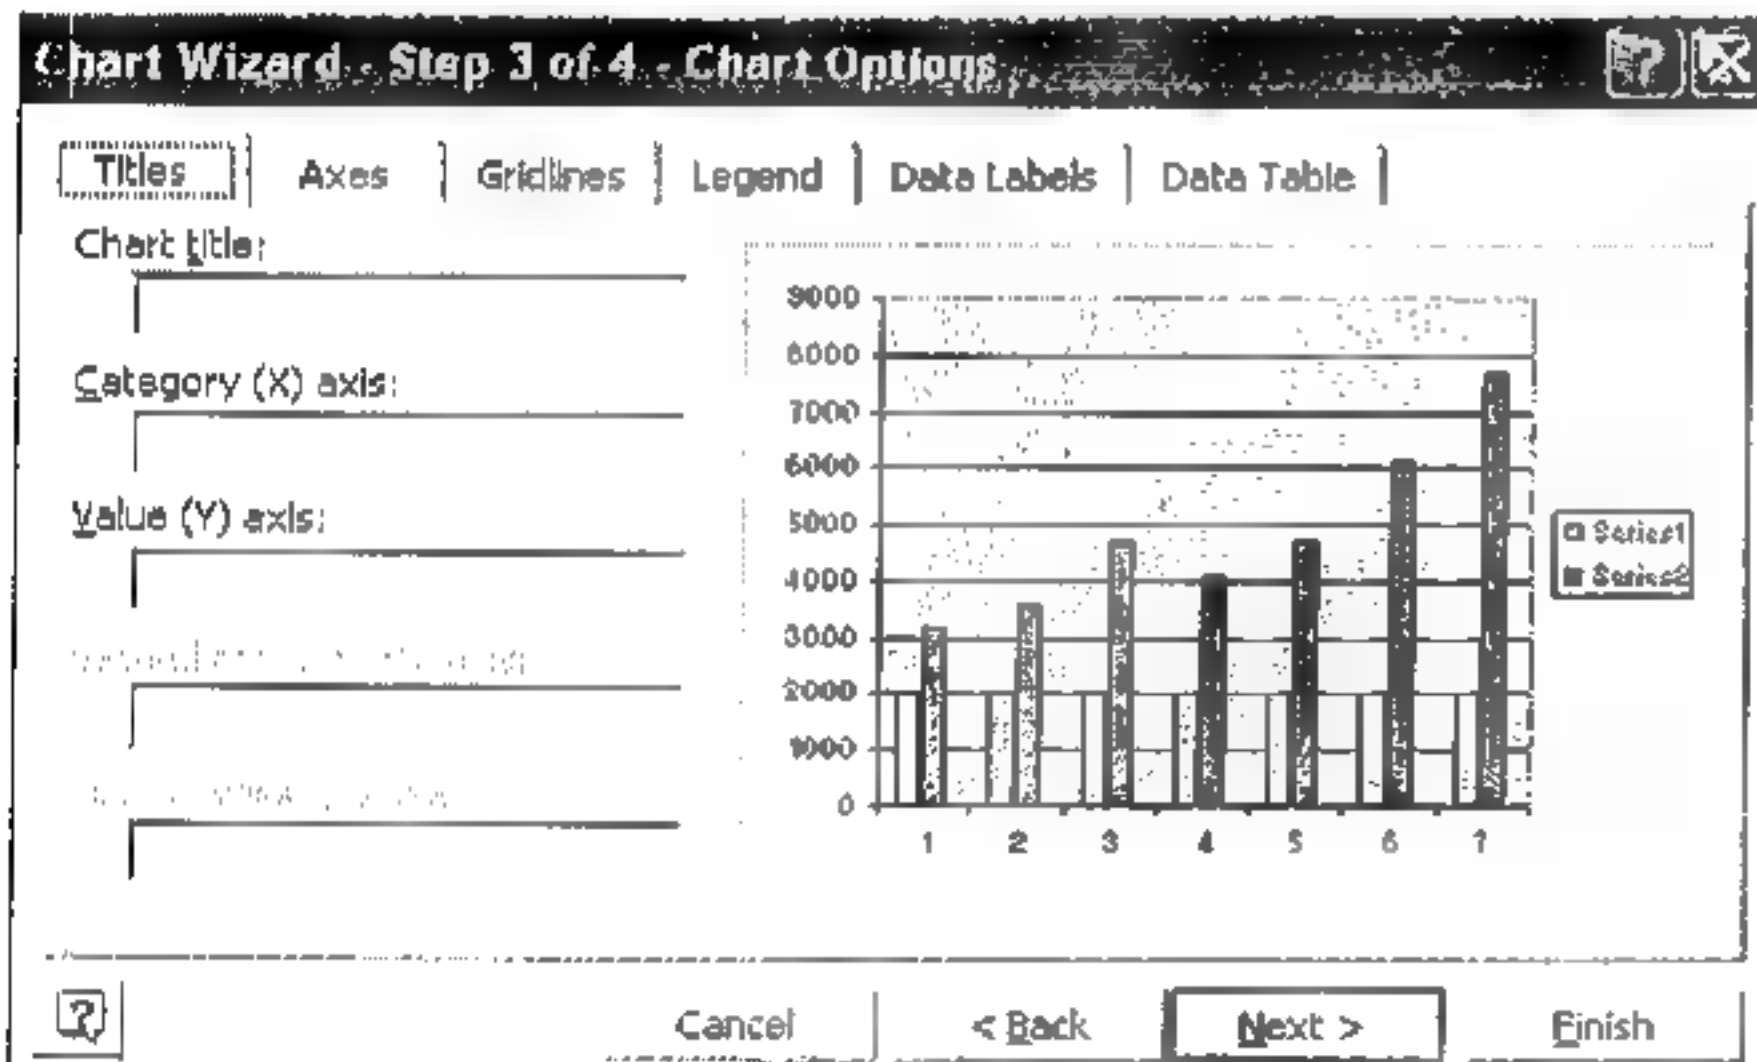 Chart Wizard - Step 3 of 4 - Chart Options
Titles Axes Gridlines Legend Data Labels Data Table
Chart title:
Category (X) axis:
Value (Y) axis:
9000
8000
7000
6000
5000
4000
3000
2000
1000
0
1 2 3 4 5 6 7
Series1
Series2
Cancel < Back Next > Finish